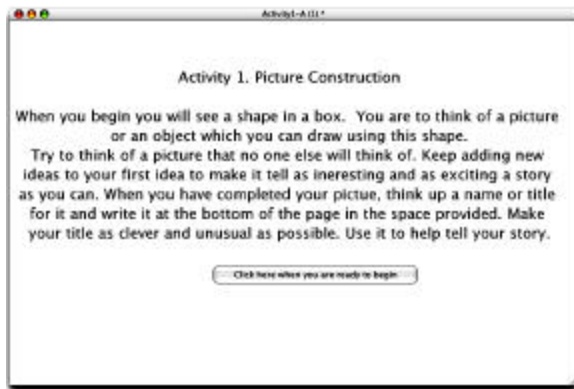 Activity1-A (1) *
Activity 1. Picture Construction
When you begin you will see a shape in a box. You are to think of a picture
or an object which you can draw using this shape.
Try to think of a picture that no one else will think of. Keep adding new
ideas to your first idea to make it tell as ineresting and as exciting a story
as you can. When you have completed your pictue, think up a name or title
for it and write it at the bottom of the page in the space provided. Make
your title as clever and unusual as possible. Use it to help tell your story.
Click here when you are ready to begin